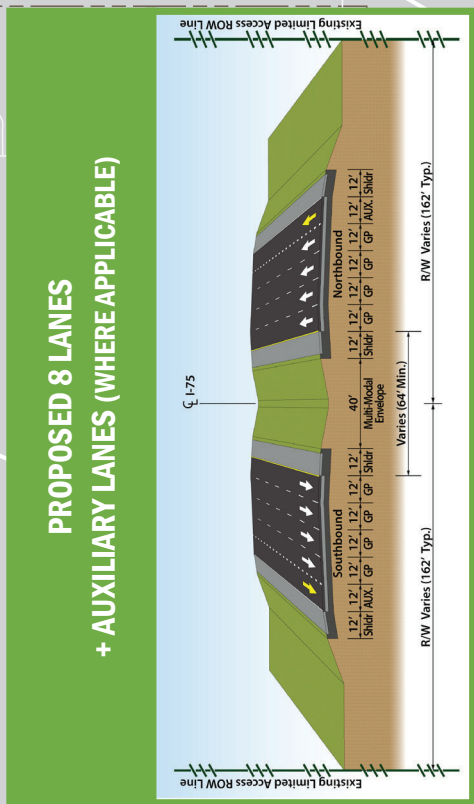 PROPOSED 8 LANES
+ AUXILIARY LANES (WHERE APPLICABLE)
Existing Limited Access ROW Line
℄ I-75
Existing Limited Access ROW Line
Southbound
Northbound
12' 12' 12' 12' 12' 12' 12' 40' 12' 12' 12' 12' 12' 12' 12'
Shldr AUX. GP GP GP GP Shldr Multi-Modal Shldr GP GP GP GP AUX. Shldr
Envelope
Varies (64' Min.)
R/W Varies (162' Typ.) R/W Varies (162' Typ.)